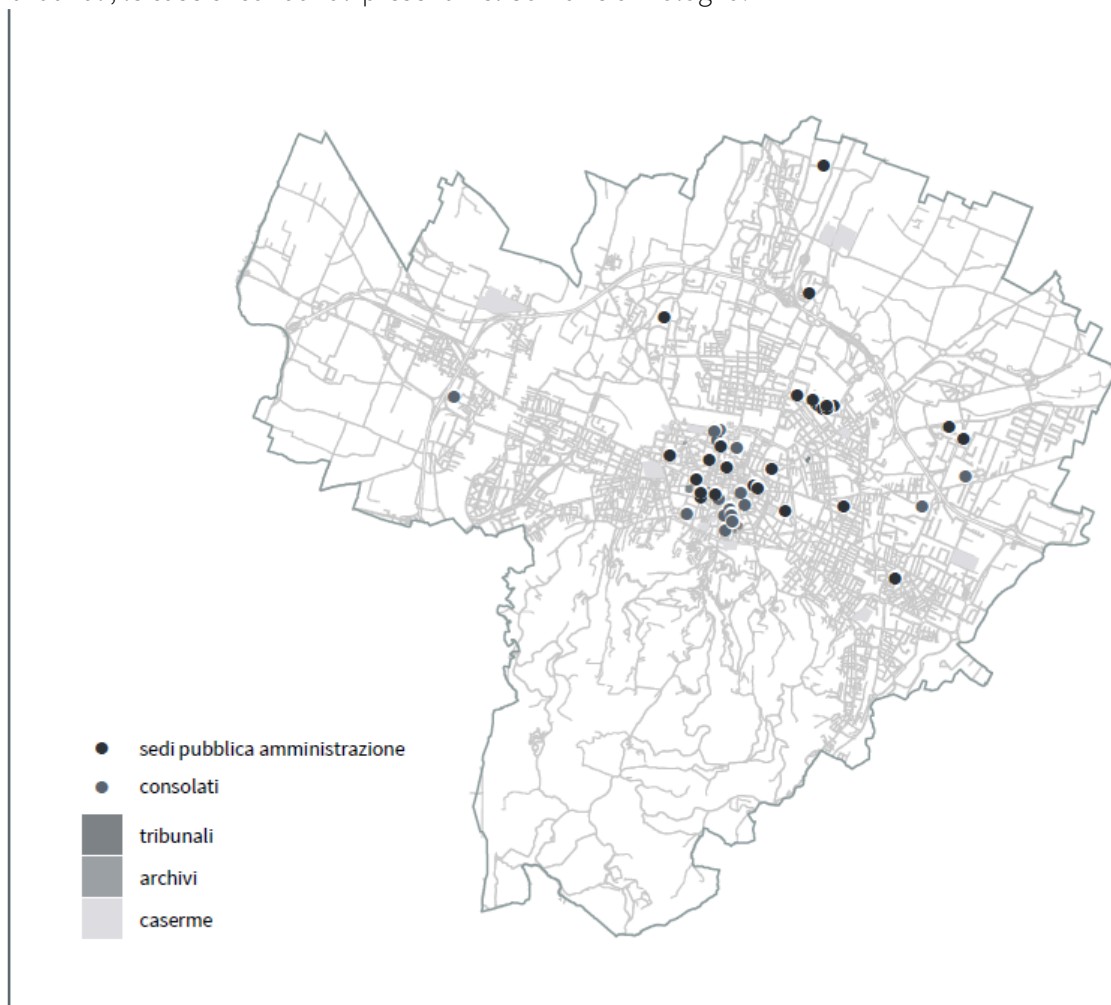 sedi pubblica amministrazione
consolati
tribunali
archivi
caserme